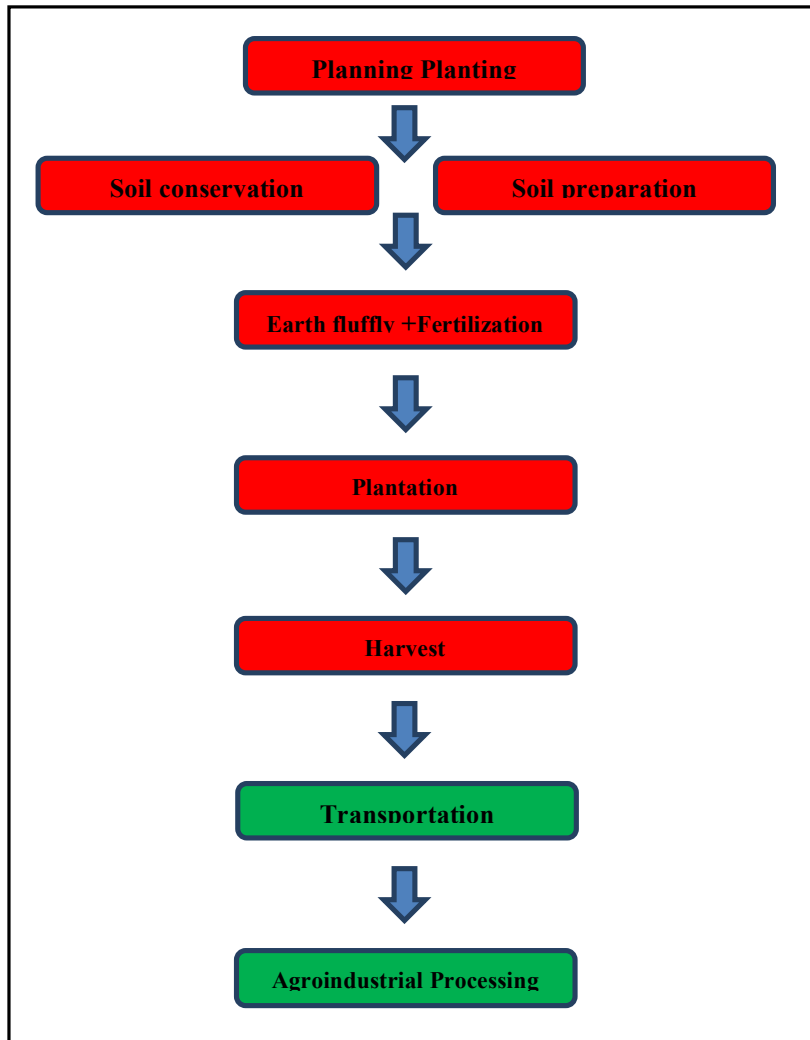 Planning Planting
Soil conservation
Soil preparation
Earth fluffly +Fertilization
Plantation
Harvest
Transportation
Agroindustrial Processing